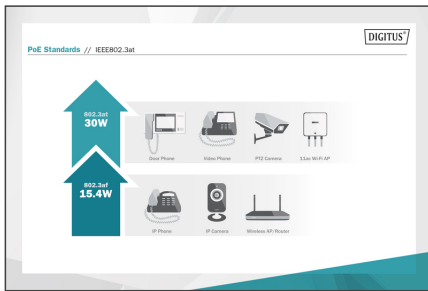 DIGITUS®
PoE Standards // IEEE802.3at
802.3at
30W
Door Phone Video Phone PTZ Camera 11ac Wi-Fi AP
802.3af
15.4W
IP Phone IP Camera Wireless AP/Router